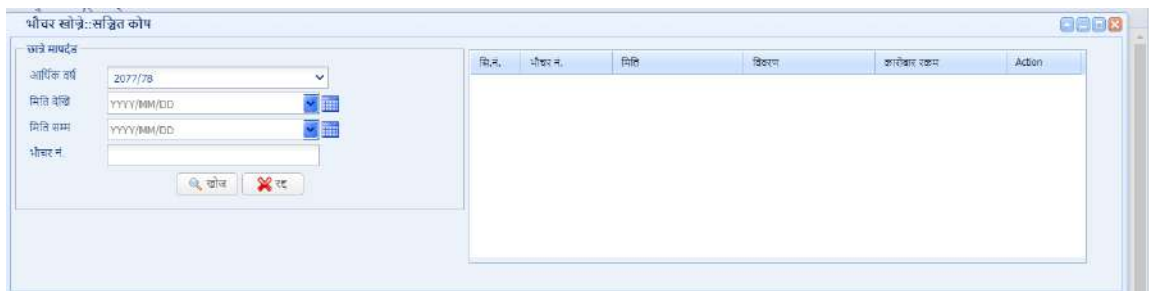 भौचर खोज्ने::सञ्चित कोष
छान्ने मापदंड
आर्थिक वर्ष 2077/78
मिति देखि YYYY/MM/DD
मिति सम्म YYYY/MM/DD
भौचर नं.
खोज रद्द
सि.नं. भौचर नं. मिति विवरण कारोबार रकम Action